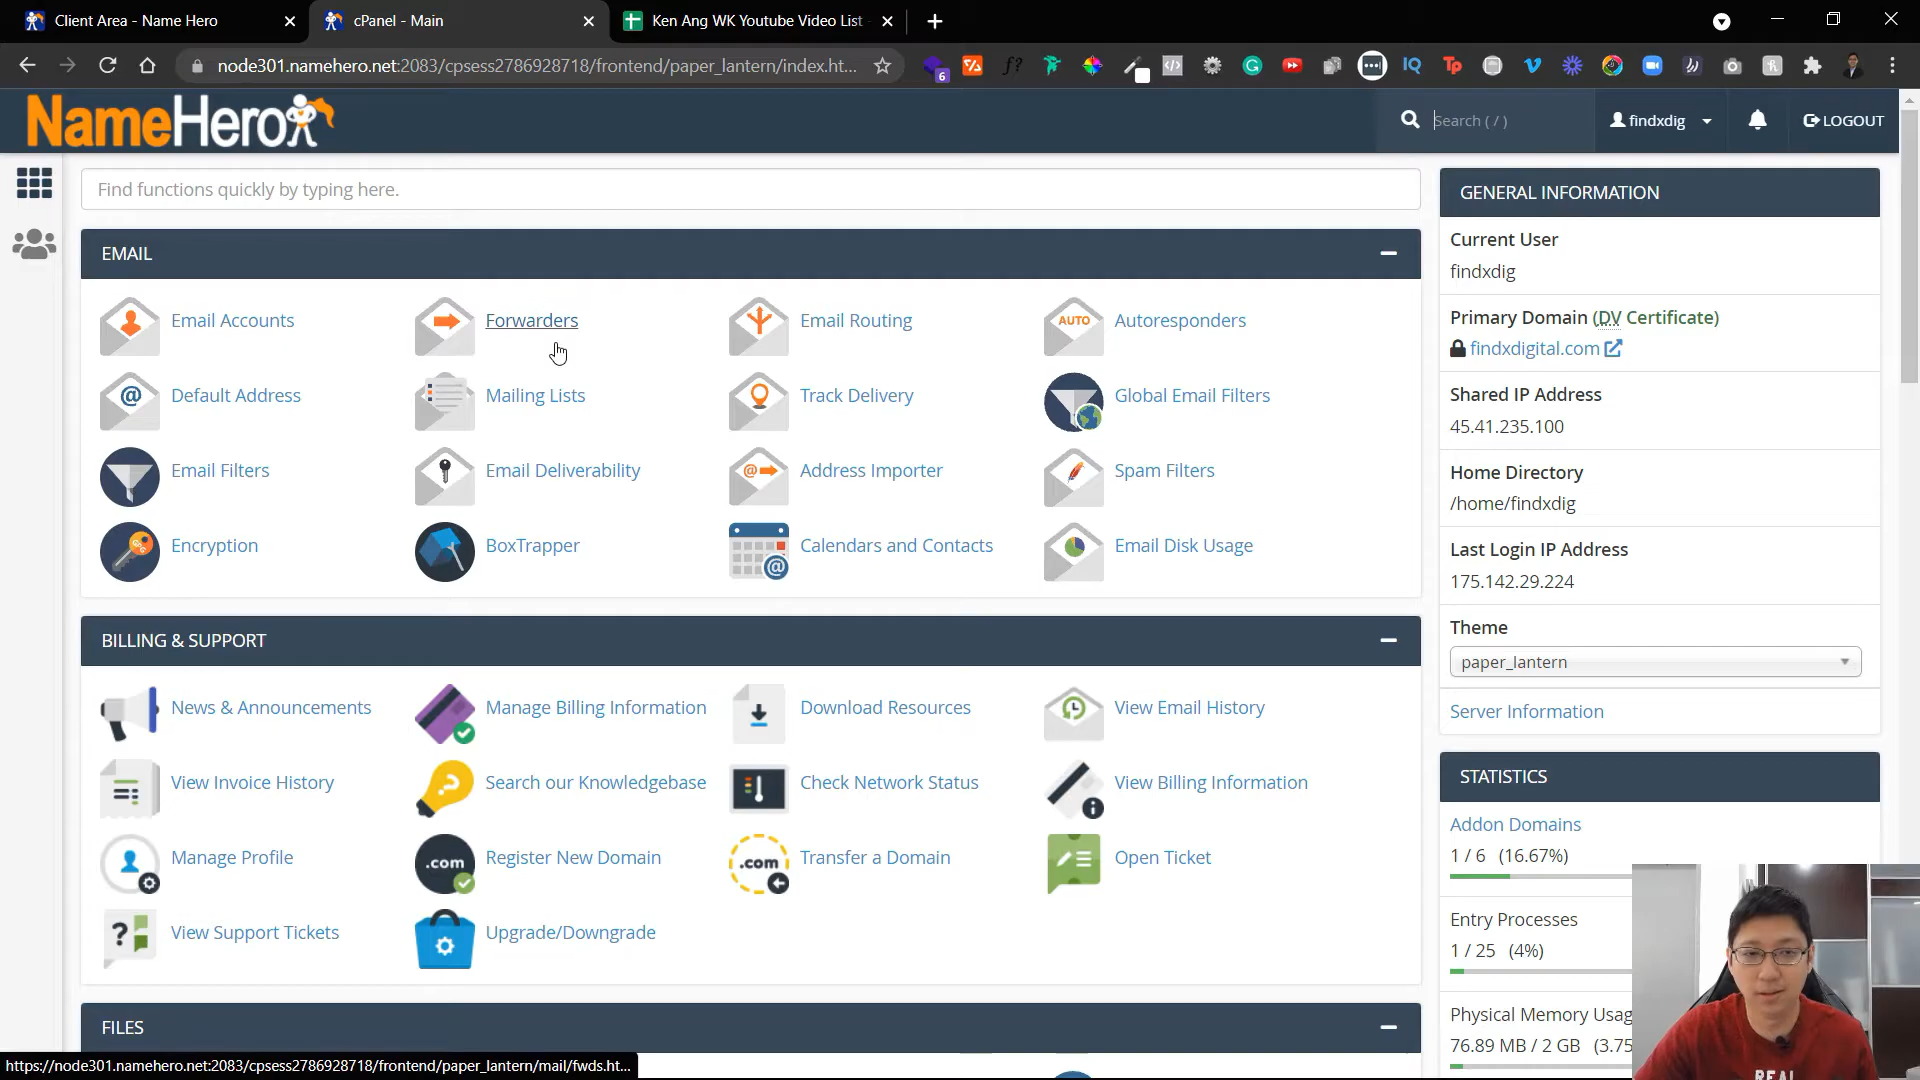 Client Area - Name Hero
cPanel - Main
Ken Ang WK Youtube Video List
node301.namehero.net:2083/cpsess2786928718/frontend/paper_lantern/index.ht...
6
NameHero
Search ( / )
findxdig
LOGOUT
Find functions quickly by typing here.
EMAIL
Email Accounts
Forwarders
Email Routing
AUTO
Autoresponders
Default Address
Mailing Lists
Track Delivery
Global Email Filters
Email Filters
Email Deliverability
Address Importer
Spam Filters
Encryption
BoxTrapper
Calendars and Contacts
Email Disk Usage
BILLING & SUPPORT
News & Announcements
Manage Billing Information
Download Resources
View Email History
View Invoice History
Search our Knowledgebase
Check Network Status
View Billing Information
Manage Profile
.com
Register New Domain
.com
Transfer a Domain
Open Ticket
View Support Tickets
Upgrade/Downgrade
FILES
GENERAL INFORMATION
Current User
findxdig
Primary Domain (DV Certificate)
findxdigital.com
Shared IP Address
45.41.235.100
Home Directory
/home/findxdig
Last Login IP Address
175.142.29.224
Theme
paper_lantern
Server Information
STATISTICS
Addon Domains
1 / 6 (16.67%)
Entry Processes
1 / 25 (4%)
Physical Memory Usag
76.89 MB / 2 GB (3.75
REAL
https://node301.namehero.net:2083/cpsess2786928718/frontend/paper_lantern/mail/fwds.ht...